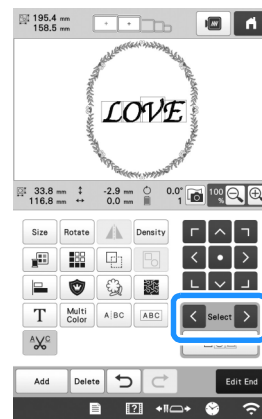 195.4 mm
158.5 mm
LOVE
33.8 mm -2.9 mm 0.0° 100 %
116.8 mm 0.0 mm 1
Size Rotate Density
T Multi Color A BC ABC
Select
Add Delete Edit End